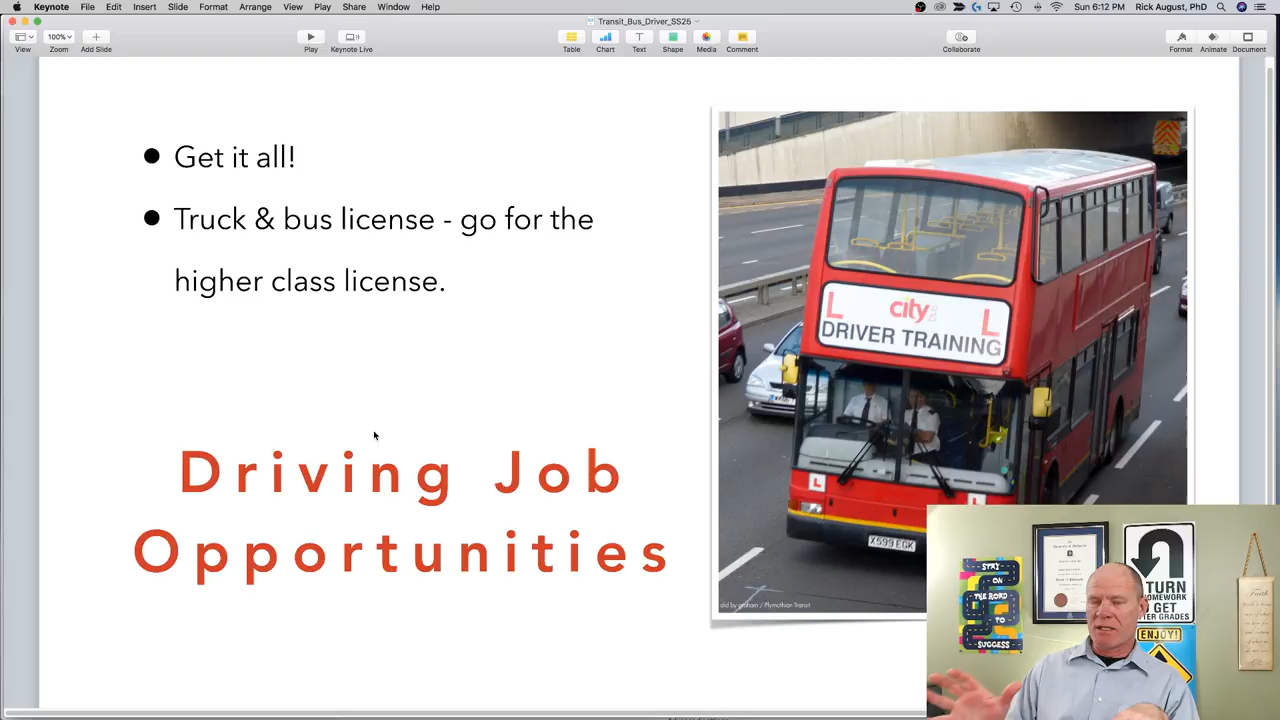 Keynote File Edit Insert Slide Format Arrange View Play Share Window Help
Sun 6:12 PM Rick August, PhD
Transit_Bus_Driver_SS25
100%
View Zoom Add Slide Play Keynote Live Table Chart Text Shape Media Comment Collaborate Format Animate Document
Get it all!
Truck & bus license - go for the
higher class license.
Driving Job
Opportunities
L city bus L
DRIVER TRAINING
L L
X599 EGK
Plymothian Transit
STAY
ON
THE ROAD
TO
SUCCESS
TURN
HOMEWORK
TO GET
BETTER GRADES
ENJOY!
Faith